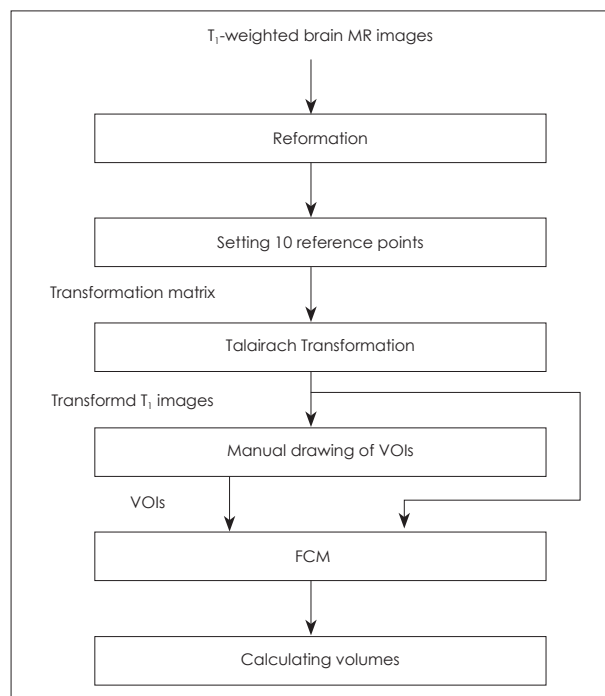 T₁-weighted brain MR images
Reformation
Setting 10 reference points
Transformation matrix
Talairach Transformation
Transformd T₁ images
Manual drawing of VOIs
VOIs
FCM
Calculating volumes